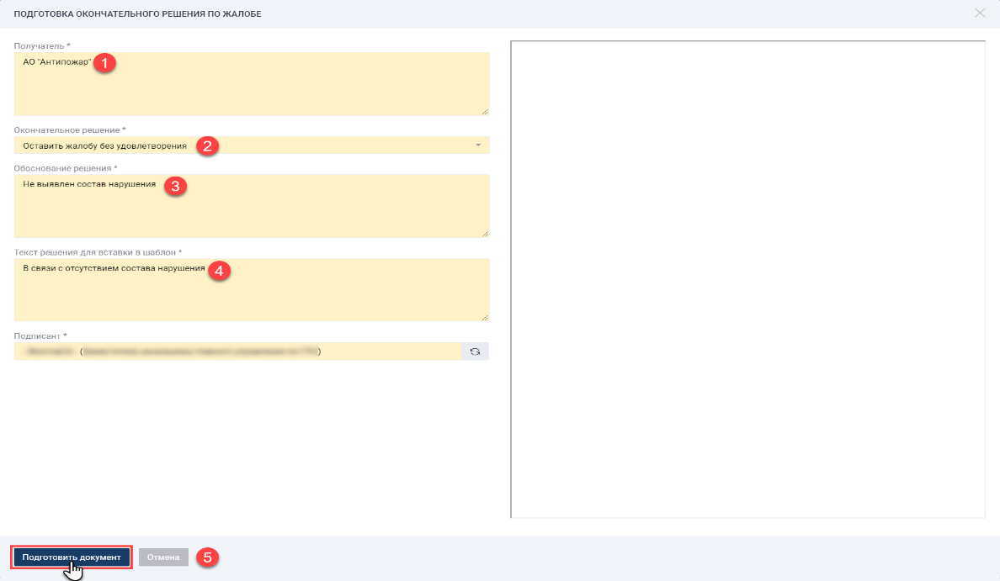 ПОДГОТОВКА ОКОНЧАТЕЛЬНОГО РЕШЕНИЯ ПО ЖАЛОБЕ
Получатель *
АО "Антипожар" 1
Окончательное решение *
Оставить жалобу без удовлетворения 2
Обоснование решения *
Не выявлен состав нарушения 3
Текст решения для вставки в шаблон *
В связи с отсутствием состава нарушения 4
Подписант *
Подготовить документ Отмена 5